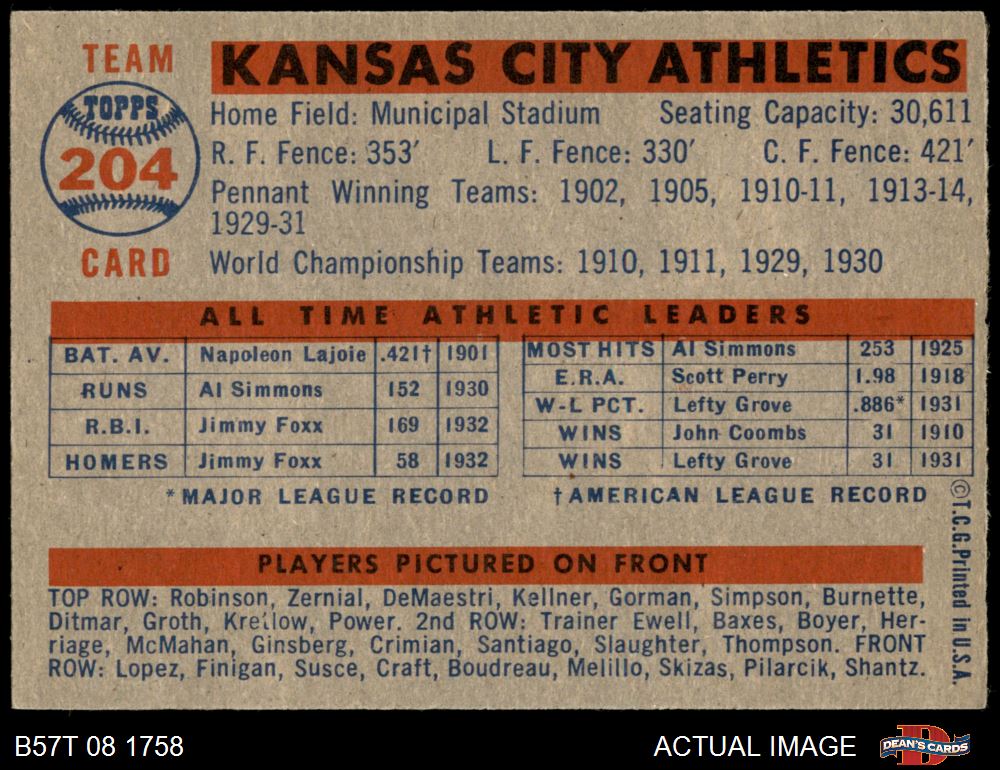 TEAM
TOPPS
204
CARD
KANSAS CITY ATHLETICS
Home Field: Municipal Stadium Seating Capacity: 30,611
R. F. Fence: 353′ L. F. Fence: 330′ C. F. Fence: 421′
Pennant Winning Teams: 1902, 1905, 1910-11, 1913-14,
1929-31
World Championship Teams: 1910, 1911, 1929, 1930
ALL TIME ATHLETIC LEADERS
BAT. AV. Napoleon Lajoie .421† 1901
RUNS Al Simmons 152 1930
R.B.I. Jimmy Foxx 169 1932
HOMERS Jimmy Foxx 58 1932
MOST HITS Al Simmons 253 1925
E.R.A. Scott Perry 1.98 1918
W-L PCT. Lefty Grove .886* 1931
WINS John Coombs 31 1910
WINS Lefty Grove 31 1931
*MAJOR LEAGUE RECORD †AMERICAN LEAGUE RECORD
PLAYERS PICTURED ON FRONT
TOP ROW: Robinson, Zernial, DeMaestri, Kellner, Gorman, Simpson, Burnette,
Ditmar, Groth, Kretlow, Power. 2nd ROW: Trainer Ewell, Baxes, Boyer, Her-
riage, McMahan, Ginsberg, Crimian, Santiago, Slaughter, Thompson. FRONT
ROW: Lopez, Finigan, Susce, Craft, Boudreau, Melillo, Skizas, Pilarcik, Shantz.
©T.C.G. Printed in U.S.A.
B57T 08 1758 ACTUAL IMAGE DEAN'S CARDS